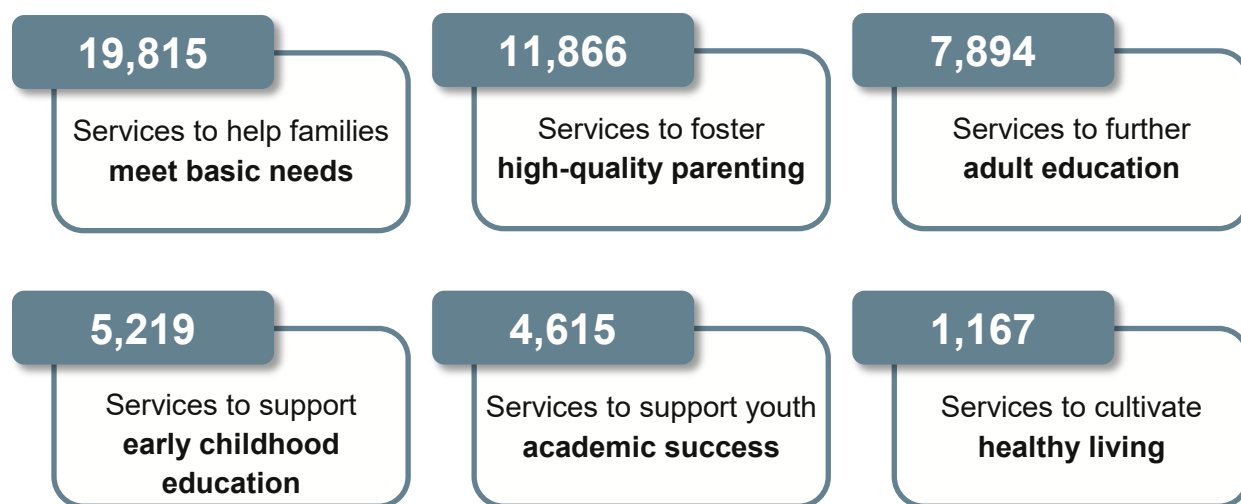 19,815
Services to help families
meet basic needs
11,866
Services to foster
high-quality parenting
7,894
Services to further
adult education
5,219
Services to support
early childhood
education
4,615
Services to support youth
academic success
1,167
Services to cultivate
healthy living